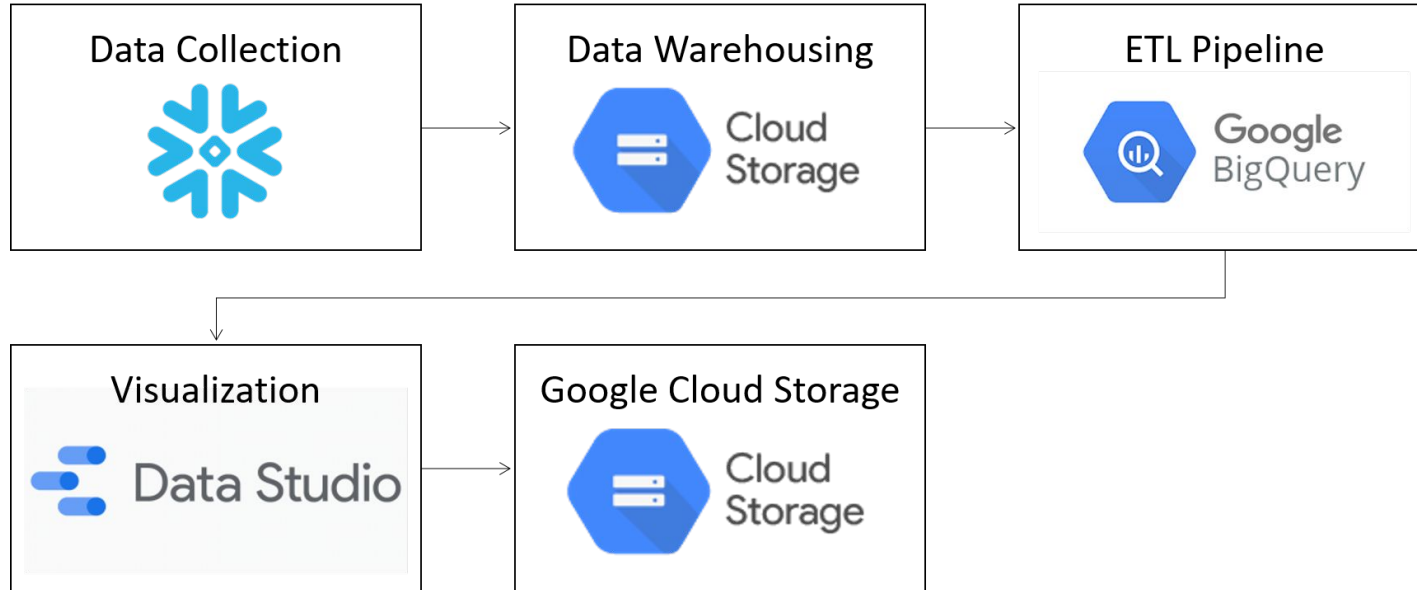 Data Collection
Data Warehousing
ETL Pipeline
Cloud
Storage
Google
BigQuery
Visualization
Google Cloud Storage
Data Studio
Cloud
Storage